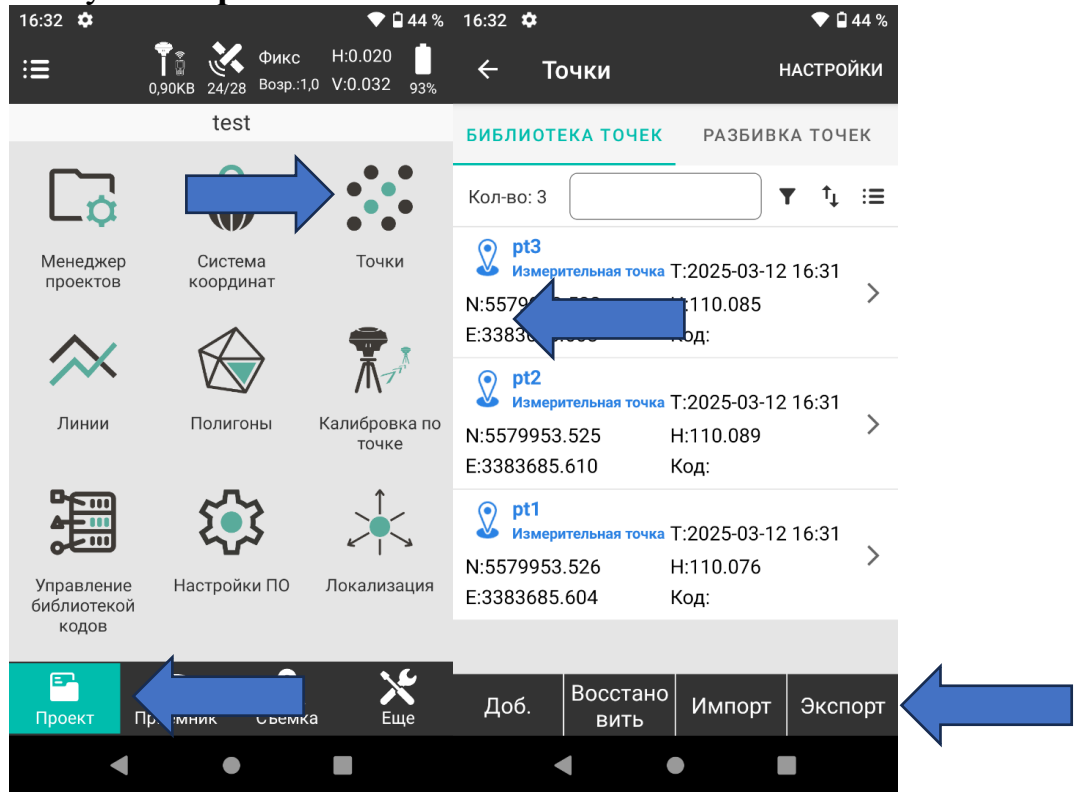 16:32 44 %
Фикс H:0.020
0,90KB 24/28 Возр.:1,0 V:0.032 93%
test
Менеджер проектов
Система координат
Точки
Линии
Полигоны
Калибровка по точке
Управление библиотекой кодов
Настройки ПО
Локализация
Проект
Еще
16:32 44 %
Точки НАСТРОЙКИ
БИБЛИОТЕКА ТОЧЕК РАЗБИВКА ТОЧЕК
Кол-во: 3
pt3
Измерительная точка T:2025-03-12 16:31
H:110.085
Код:
pt2
Измерительная точка T:2025-03-12 16:31
N:5579953.525 H:110.089
E:3383685.610 Код:
pt1
Измерительная точка T:2025-03-12 16:31
N:5579953.526 H:110.076
E:3383685.604 Код:
Доб.
Восстано
вить
Импорт
Экспорт